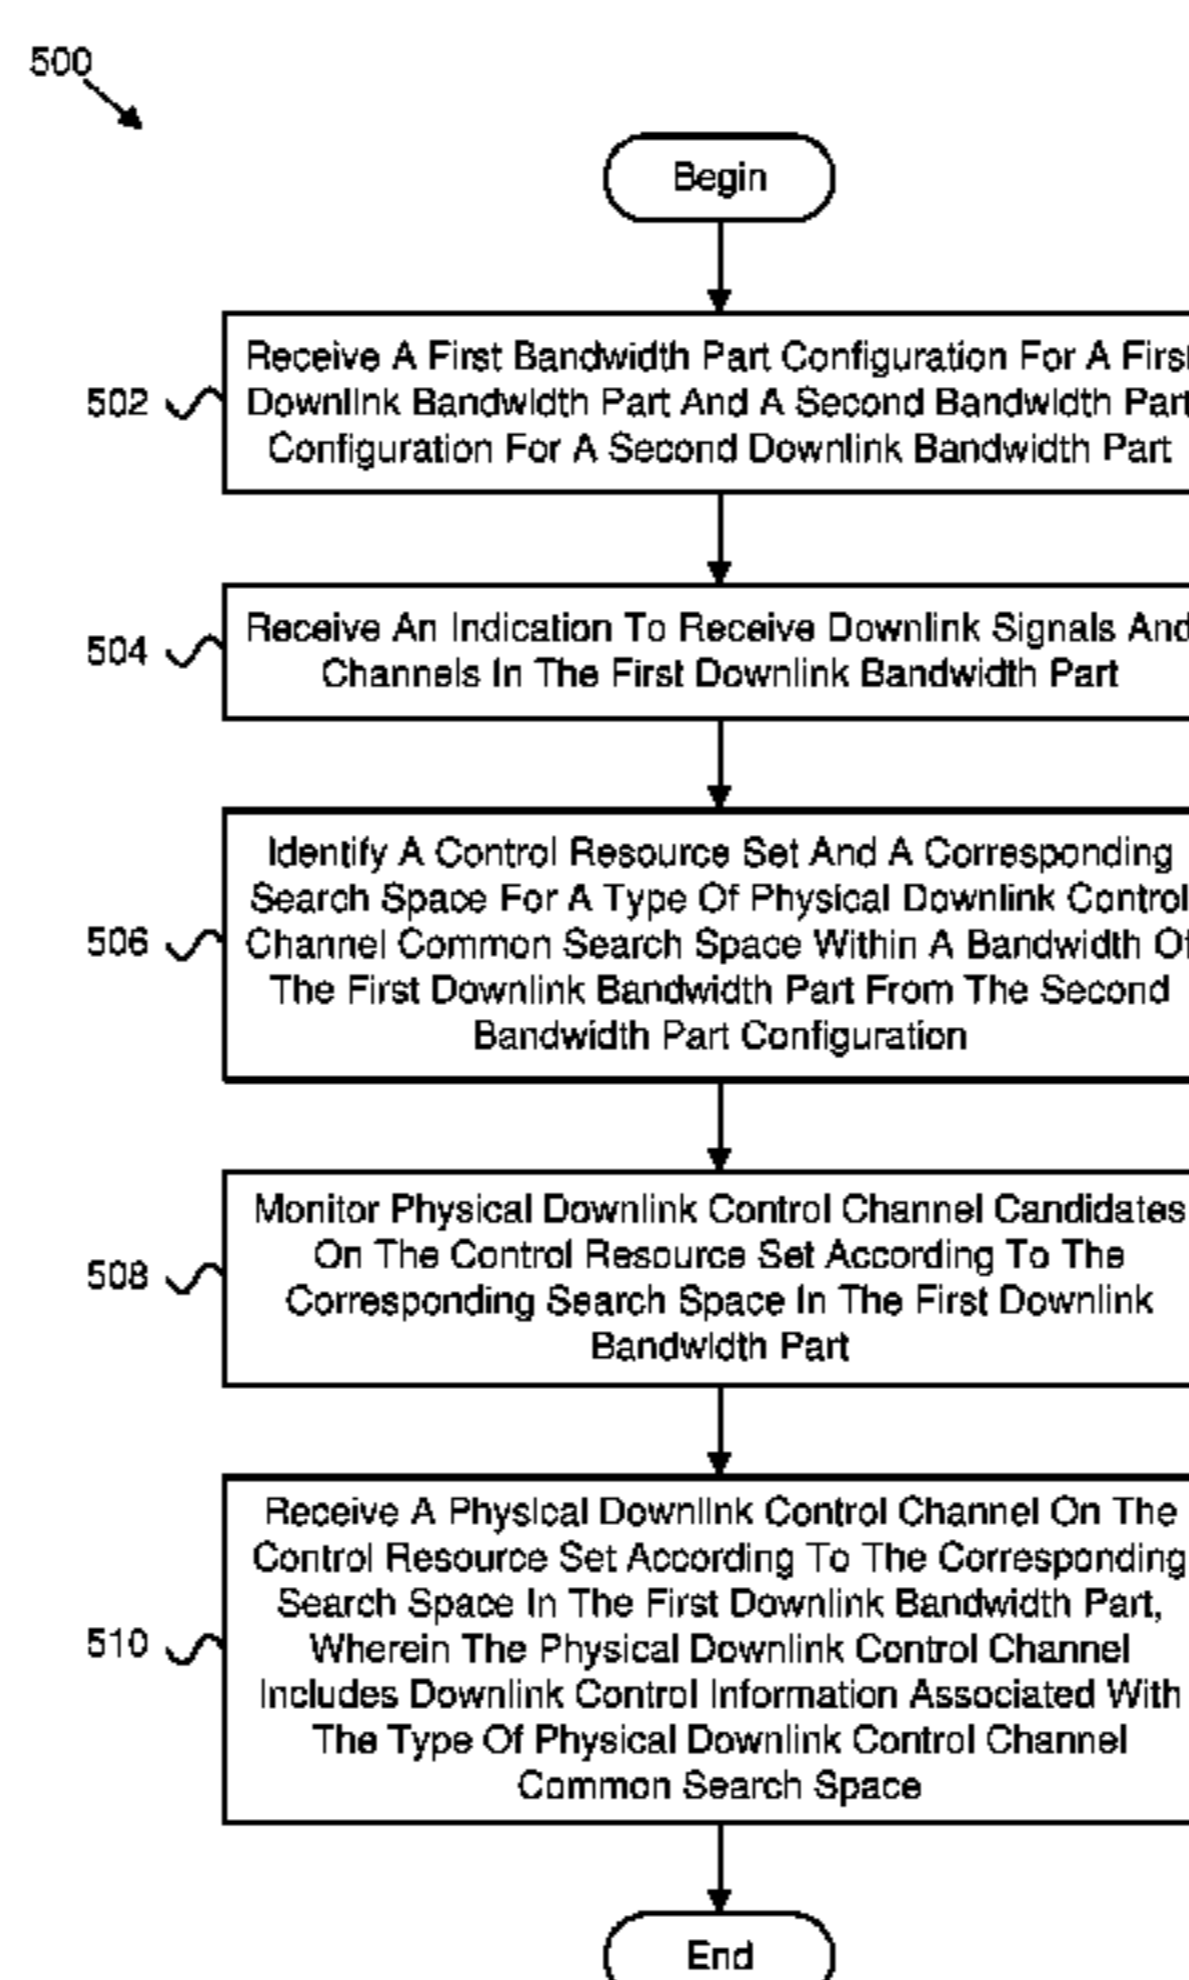 500
Begin
Receive A First Bandwidth Part Configuration For A First
502
Downlink Bandwidth Part And A Second Bandwidth Part
Configuration For A Second Downlink Bandwidth Part
Receive An Indication To Receive Downlink Signals And
504
Channels In The First Downlink Bandwidth Part
Identify A Control Resource Set And A Corresponding
Search Space For A Type Of Physical Downlink Control
506
Channel Common Search Space Within A Bandwidth Of
The First Downlink Bandwidth Part From The Second
Bandwidth Part Configuration
Monitor Physical Downlink Control Channel Candidates
On The Control Resource Set According To The
508
Corresponding Search Space In The First Downlink
Bandwidth Part
Receive A Physical Downlink Control Channel On The
Control Resource Set According To The Corresponding
Search Space In The First Downlink Bandwidth Part,
510
Wherein The Physical Downlink Control Channel
Includes Downlink Control Information Associated With
The Type Of Physical Downlink Control Channel
Common Search Space
End